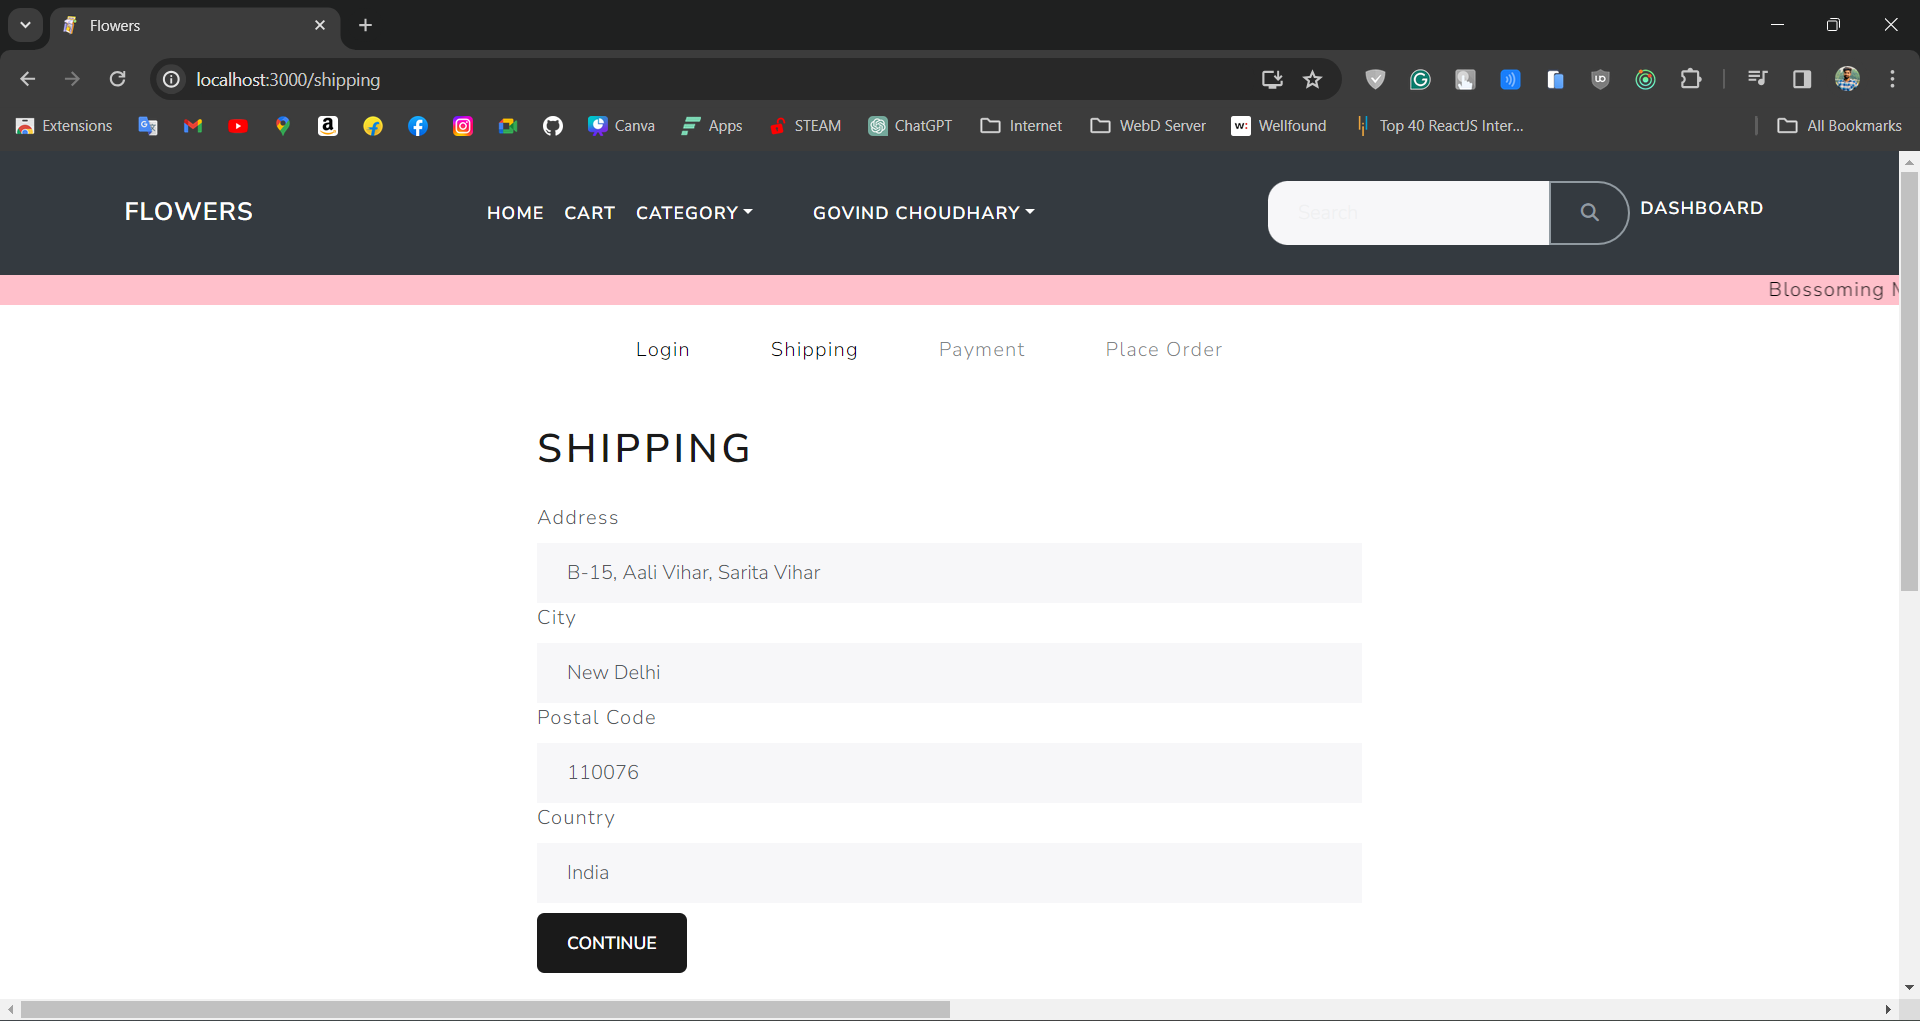 Flowers
localhost:3000/shipping
Extensions Canva Apps STEAM ChatGPT Internet WebD Server Wellfound Top 40 ReactJS Inter... All Bookmarks
FLOWERS HOME CART CATEGORY GOVIND CHOUDHARY Search DASHBOARD
Blossoming
Login Shipping Payment Place Order
SHIPPING
Address
B-15, Aali Vihar, Sarita Vihar
City
New Delhi
Postal Code
110076
Country
India
CONTINUE